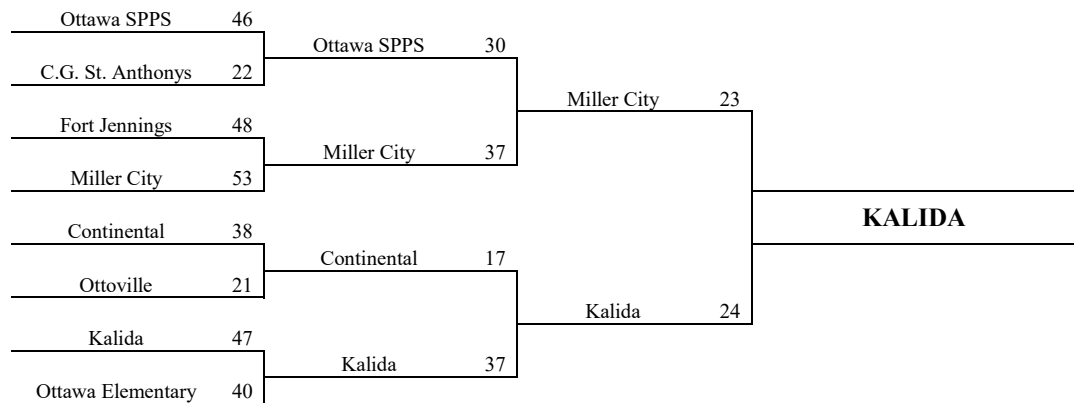 Ottawa SPPS 46
Ottawa SPPS 30
C.G. St. Anthonys 22
Miller City 23
Fort Jennings 48
Miller City 37
Miller City 53
KALIDA
Continental 38
Continental 17
Ottoville 21
Kalida 24
Kalida 47
Kalida 37
Ottawa Elementary 40